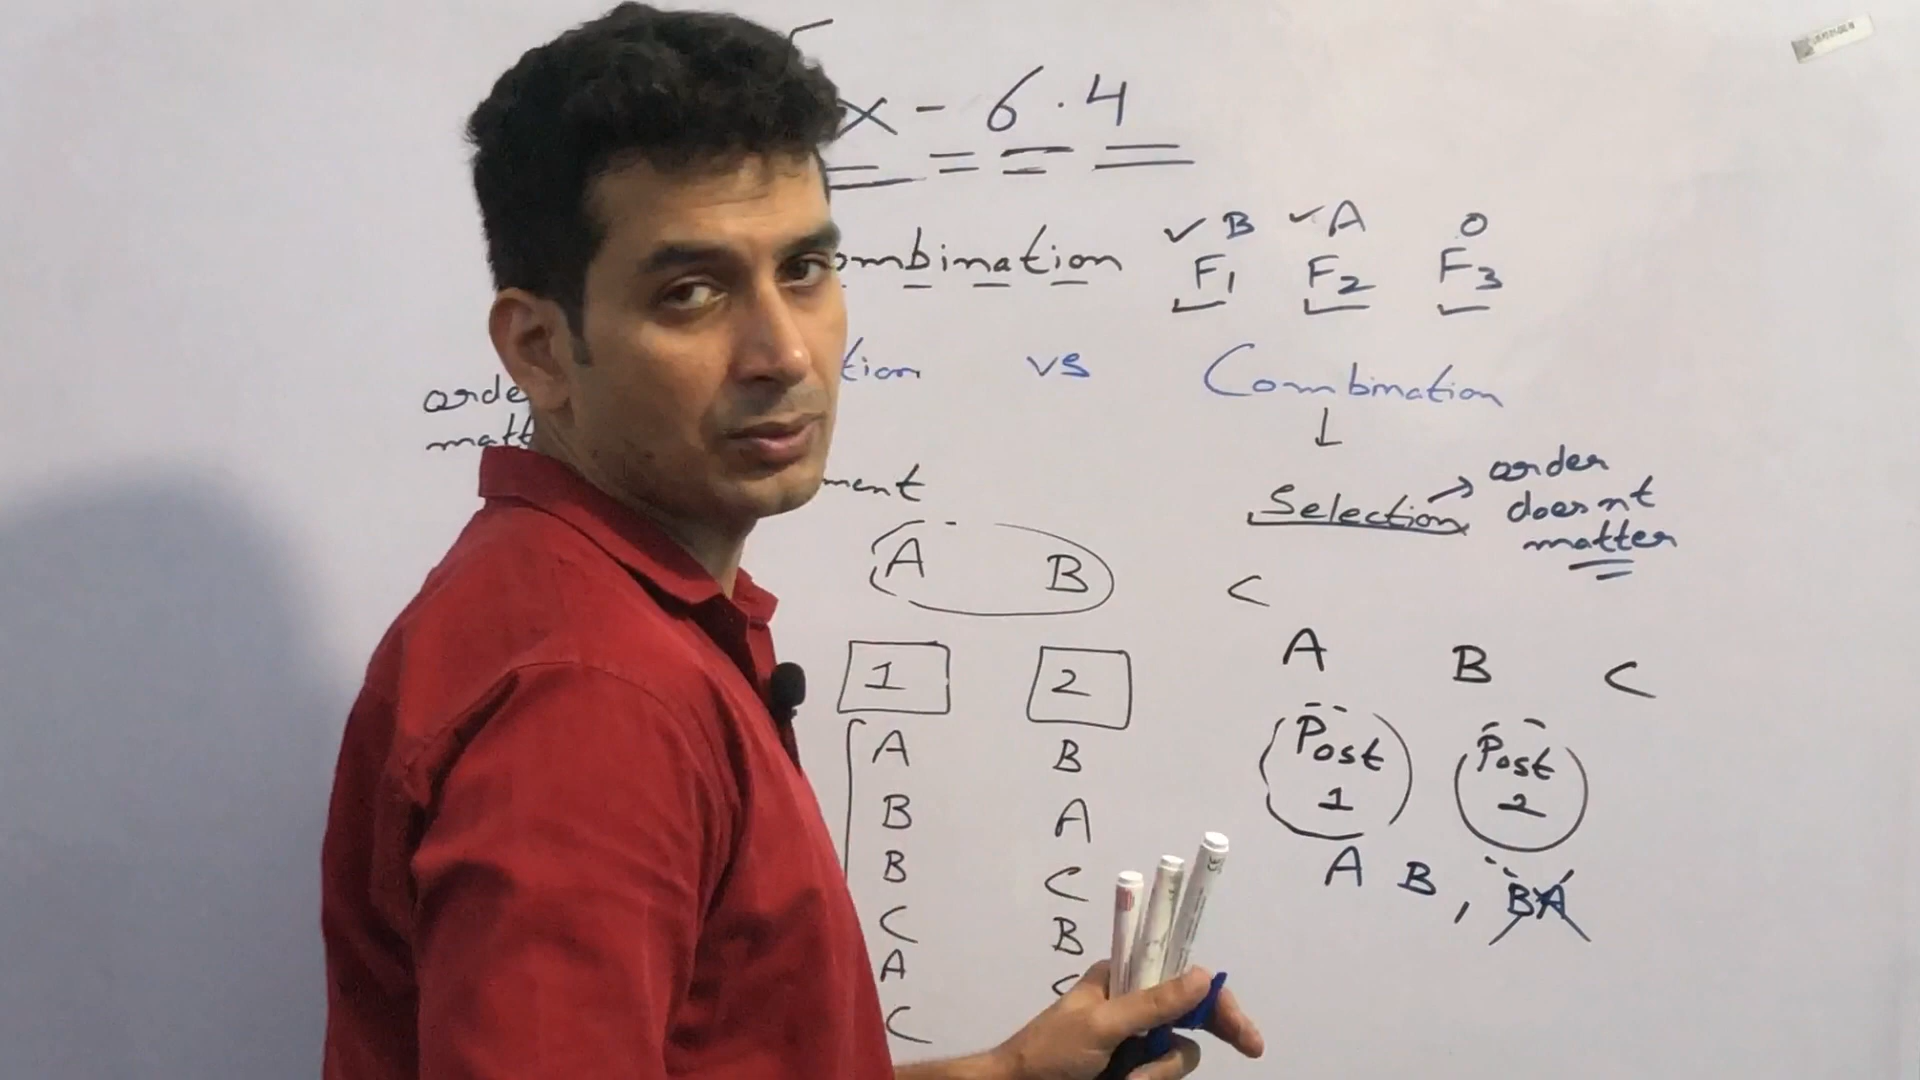 x - 6.4
ombination
✓ B ✓ A O
F1 F2 F3
tion vs Combination
orde
matt
↓
ment
Selection → order
doesnt
matter
A B C
1 2
A B
B A
B C
C B
A C
C
A B C
Post Post
1 2
A B, BA